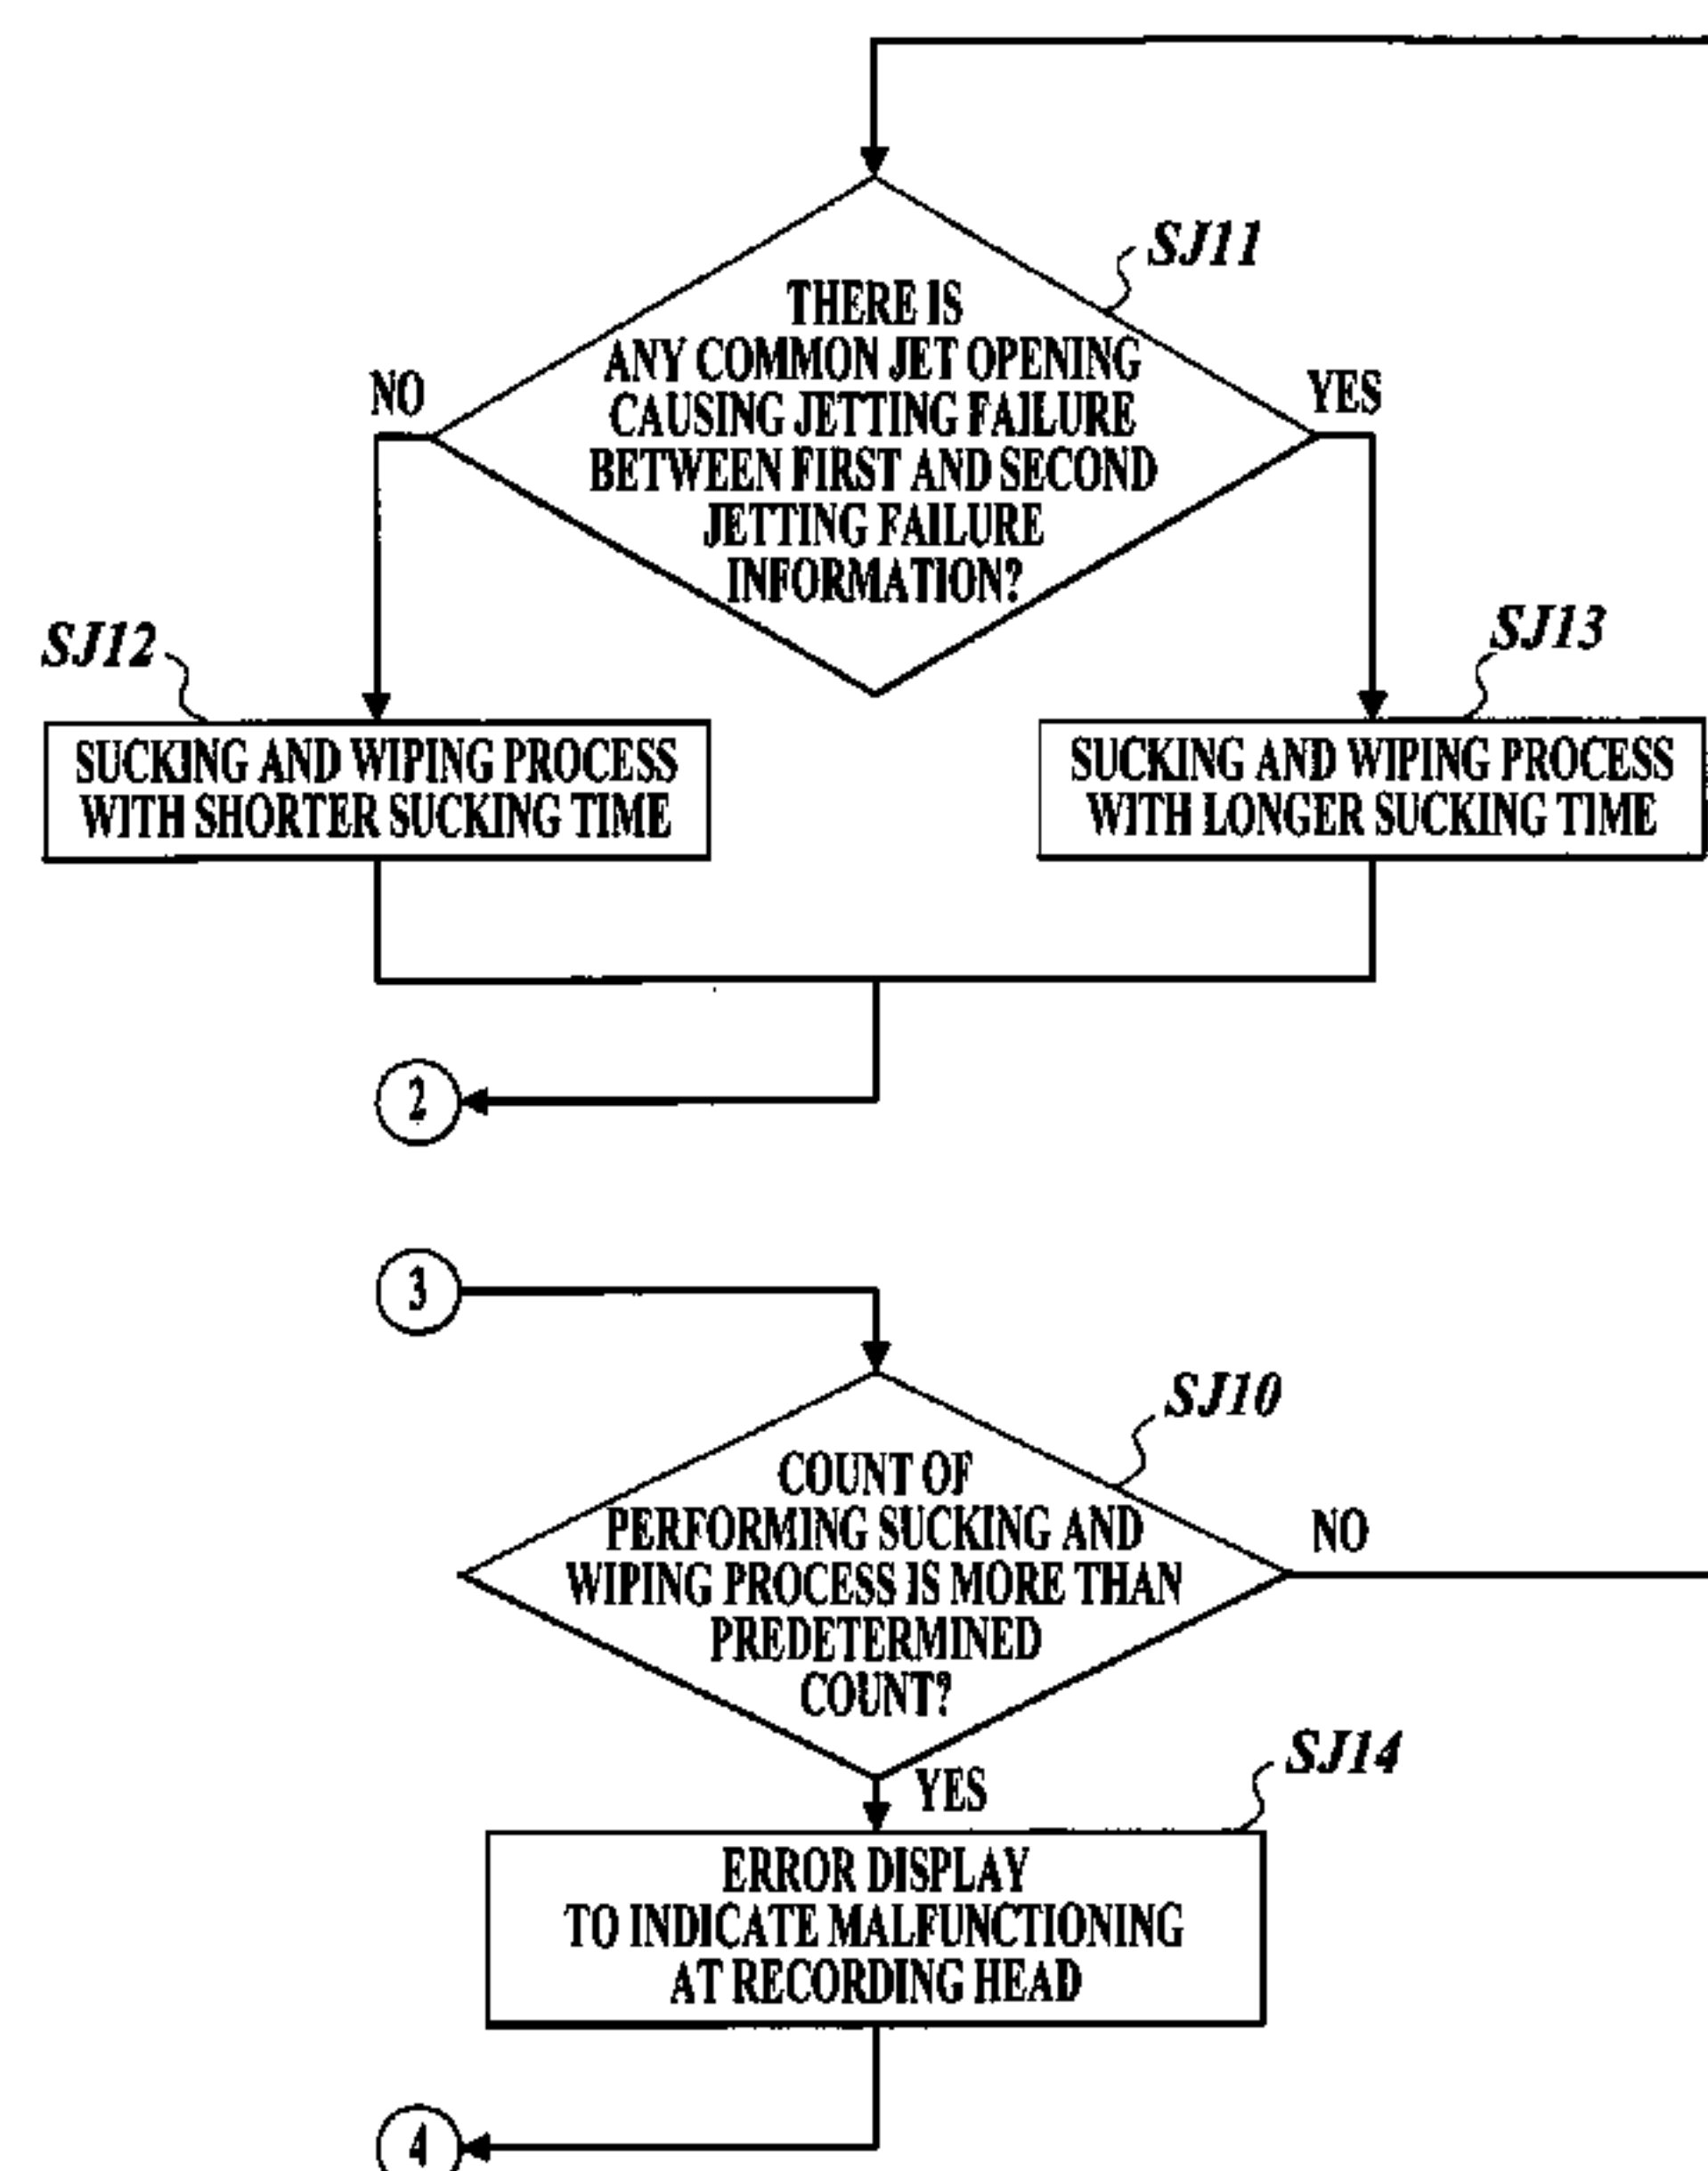 SJ11
THERE IS
ANY COMMON JET OPENING
CAUSING JETTING FAILURE
BETWEEN FIRST AND SECOND
JETTING FAILURE
INFORMATION?
NO
YES
SJ12
SUCKING AND WIPING PROCESS
WITH SHORTER SUCKING TIME
SJ13
SUCKING AND WIPING PROCESS
WITH LONGER SUCKING TIME
2
3
SJ10
COUNT OF
PERFORMING SUCKING AND
WIPING PROCESS IS MORE THAN
PREDETERMINED
COUNT?
NO
YES
SJ14
ERROR DISPLAY
TO INDICATE MALFUNCTIONING
AT RECORDING HEAD
4